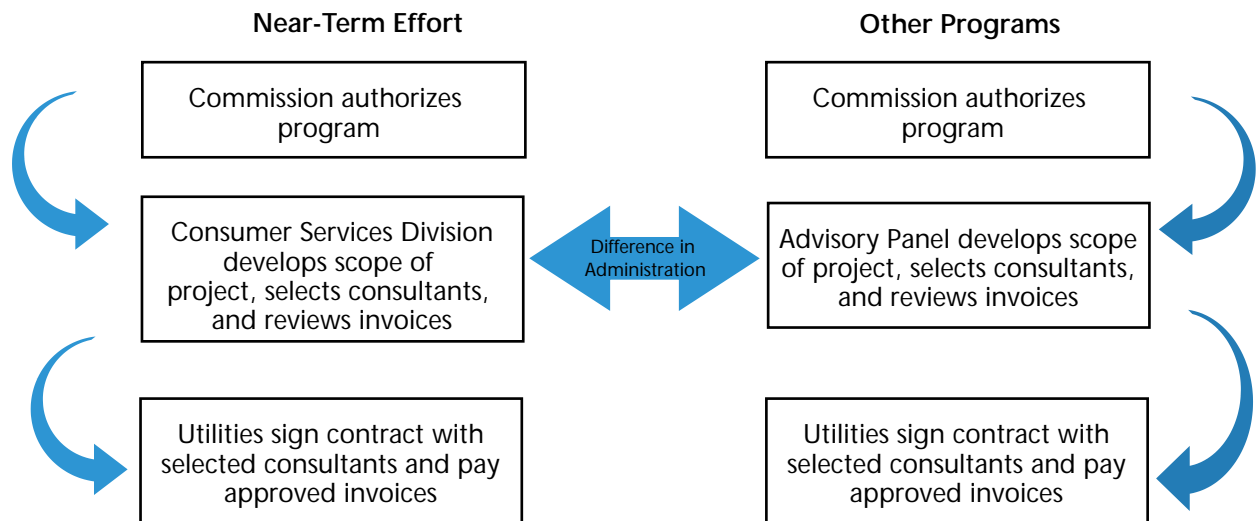 Near-Term Effort
Other Programs
Commission authorizes
program
Commission authorizes
program
Consumer Services Division
develops scope of
project, selects consultants,
and reviews invoices
Difference in
Administration
Advisory Panel develops scope
of project, selects consultants,
and reviews invoices
Utilities sign contract with
selected consultants and pay
approved invoices
Utilities sign contract with
selected consultants and pay
approved invoices